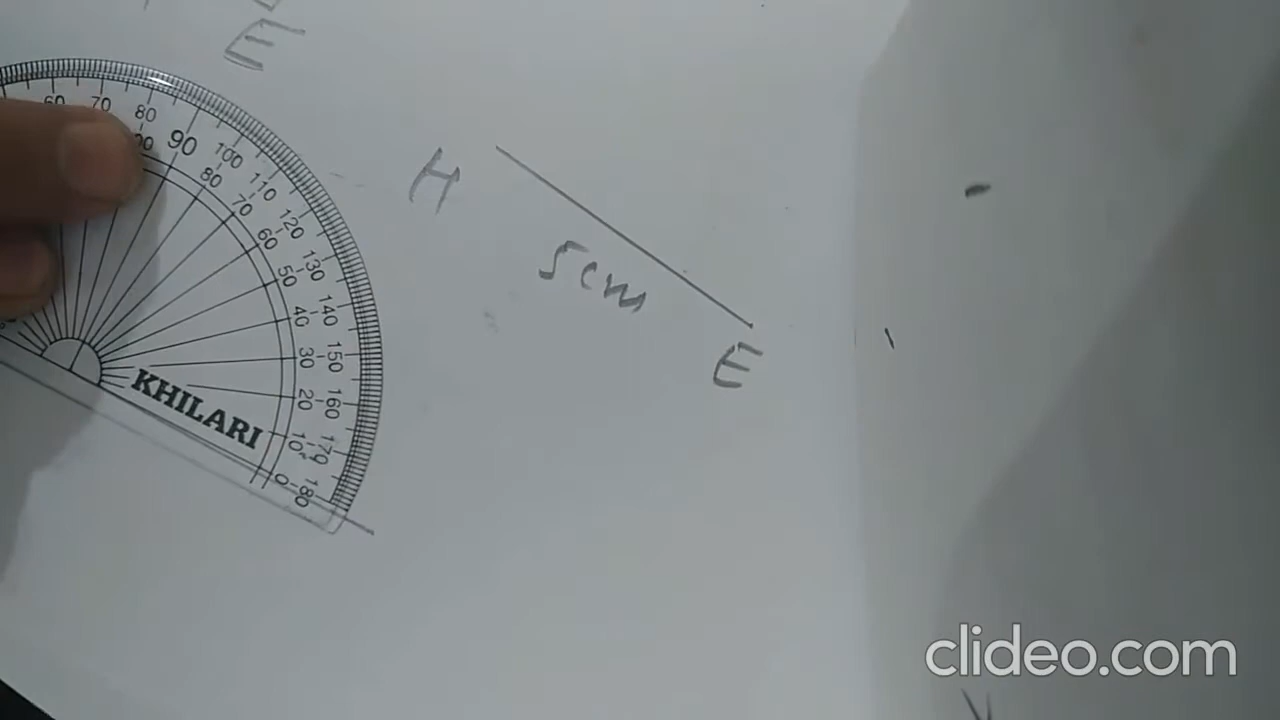 E
H
5cm
E
60 70 80 90 100 110 120 130 140 150 160 170 180
80 70 60 50 40 30 20 10 0
KHILARI
clideo.com